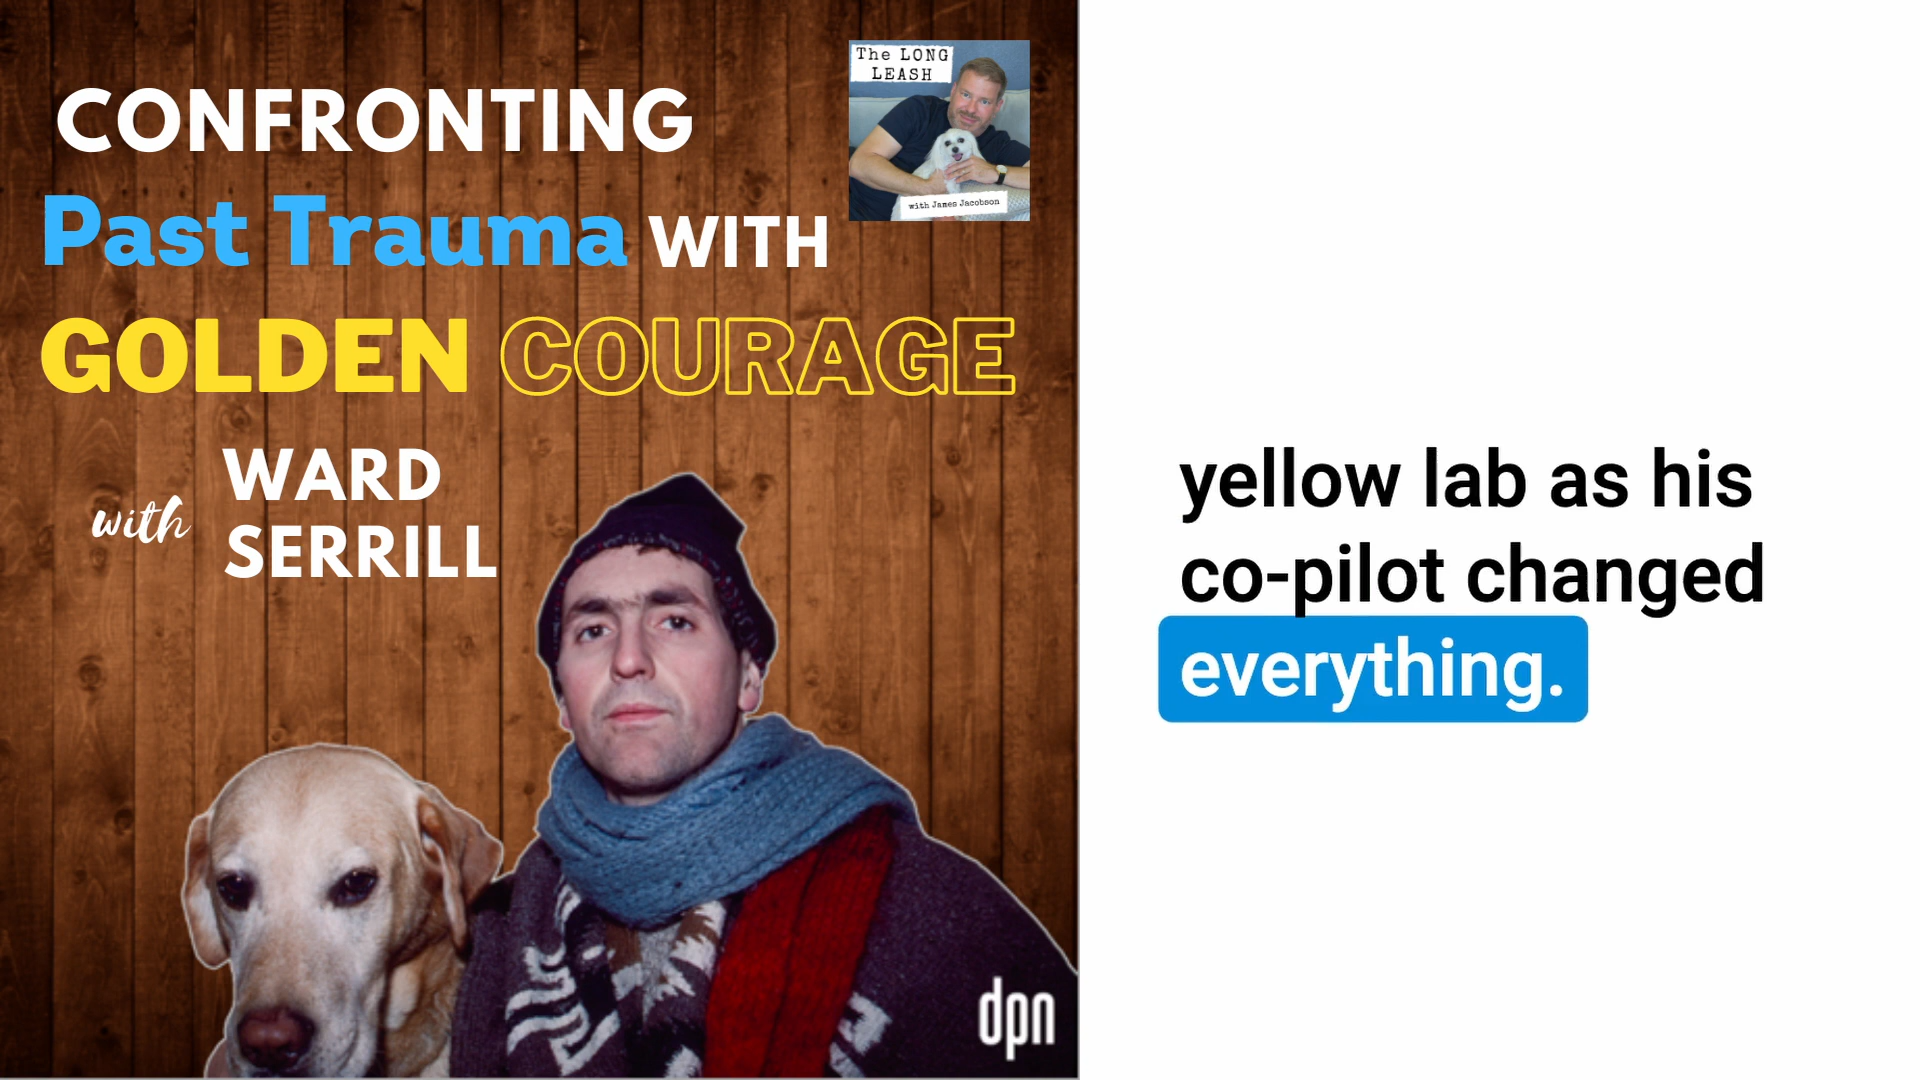 The LONG
LEASH
with James Jacobson
CONFRONTING
Past Trauma WITH
GOLDEN COURAGE
with
WARD
SERRILL
dpn
yellow lab as his
co-pilot changed
everything.